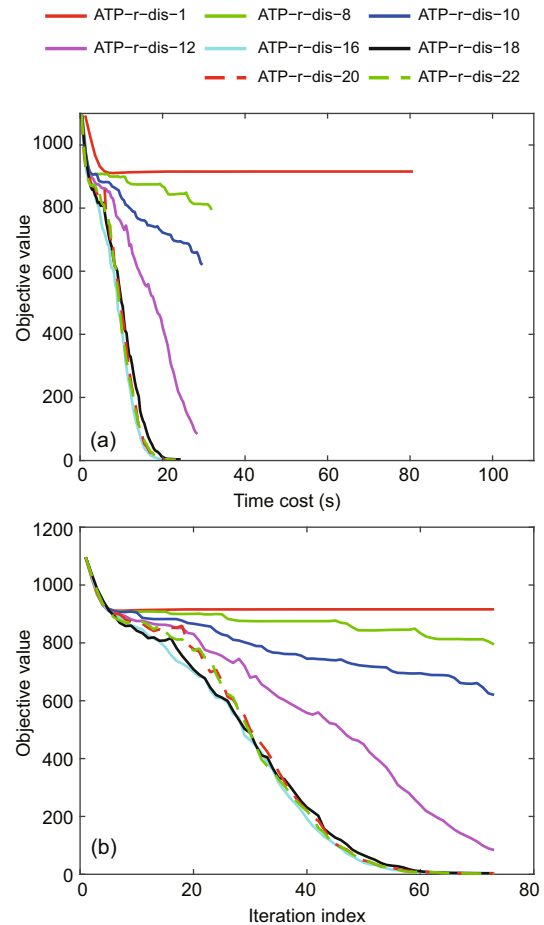 ATP-r-dis-1 ATP-r-dis-8 ATP-r-dis-10
ATP-r-dis-12 ATP-r-dis-16 ATP-r-dis-18
ATP-r-dis-20 ATP-r-dis-22
1000
800
600
400
200
0
Objective value
(a)
0 20 40 60 80 100
Time cost (s)
1200
1000
800
600
400
200
0
Objective value
(b)
0 20 40 60 80
Iteration index